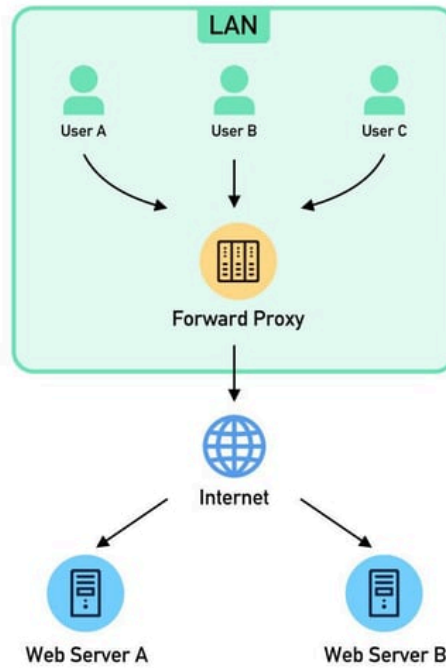 LAN
User A
User B
User C
Forward Proxy
Internet
Web Server A
Web Server B